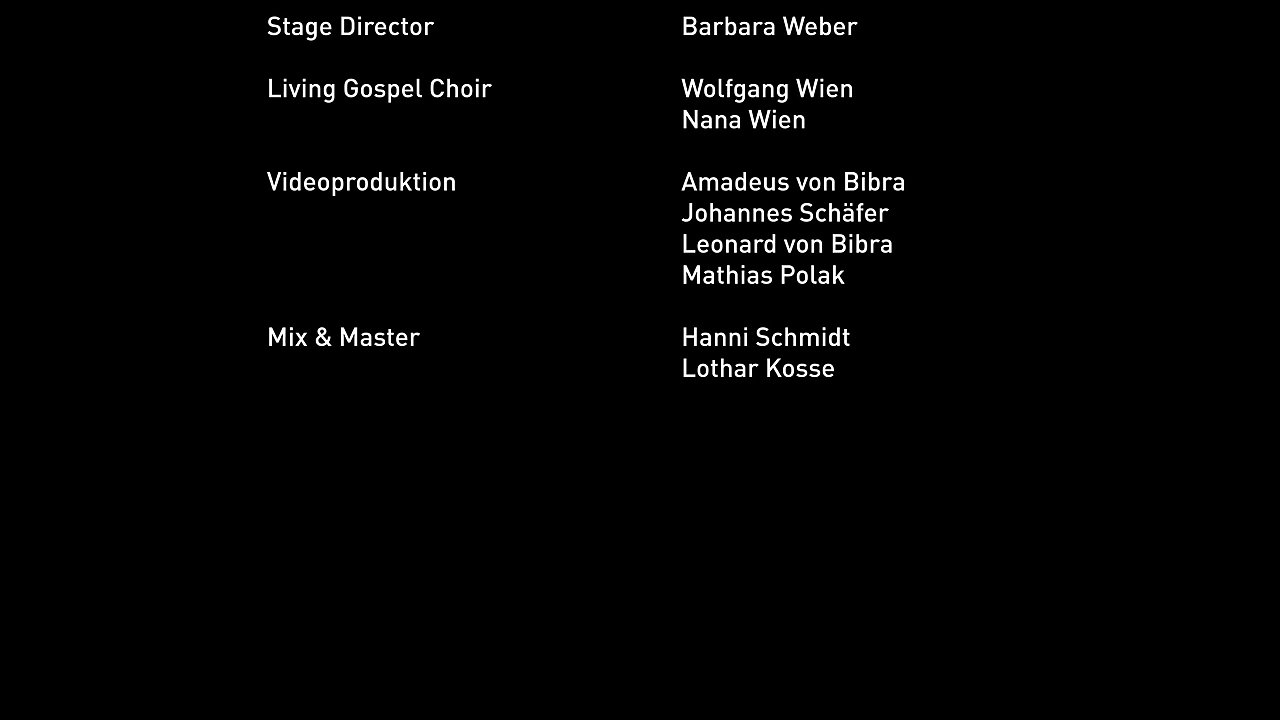 Stage Director Barbara Weber
Living Gospel Choir Wolfgang Wien
Nana Wien
Videoproduktion Amadeus von Bibra
Johannes Schäfer
Leonard von Bibra
Mathias Polak
Mix & Master Hanni Schmidt
Lothar Kosse